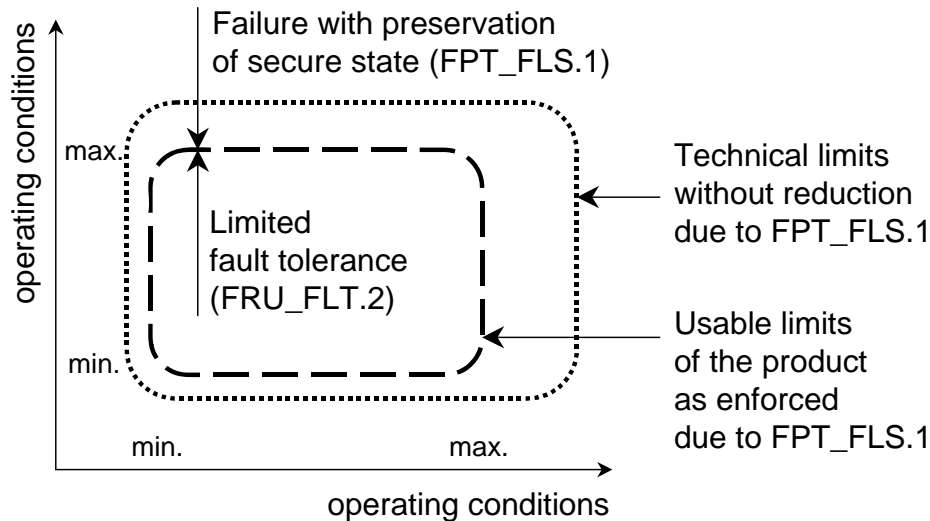 Failure with preservation
of secure state (FPT_FLS.1)
operating conditions
max.
Technical limits
without reduction
due to FPT_FLS.1
Limited
fault tolerance
(FRU_FLT.2)
Usable limits
of the product
as enforced
due to FPT_FLS.1
min.
min.
max.
operating conditions